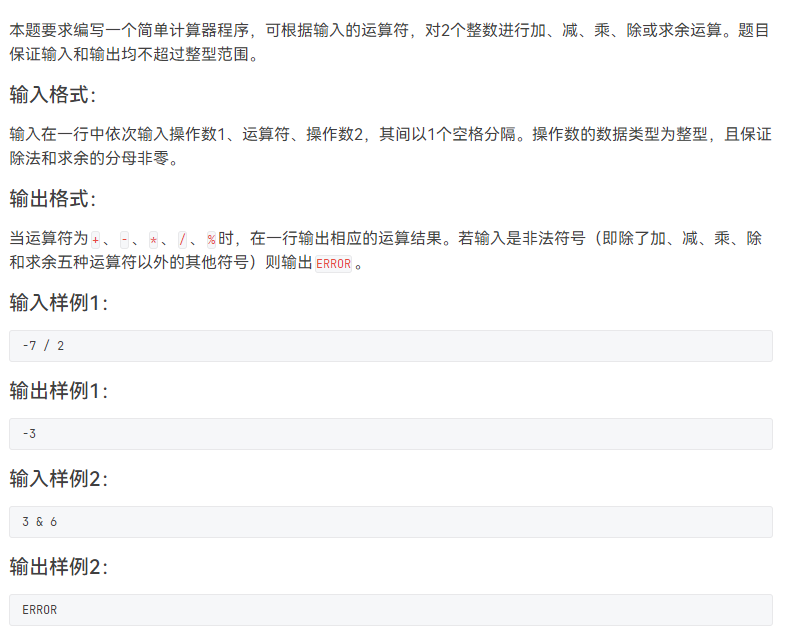 本题要求编写一个简单计算器程序，可根据输入的运算符，对2个整数进行加、减、乘、除或求余运算。题目
保证输入和输出均不超过整型范围。
输入格式：
输入在一行中依次输入操作数1、运算符、操作数2，其间以1个空格分隔。操作数的数据类型为整型，且保证
除法和求余的分母非零。
输出格式：
当运算符为+、-、*、/、%时，在一行输出相应的运算结果。若输入是非法符号（即除了加、减、乘、除
和求余五种运算符以外的其他符号）则输出ERROR。
输入样例1：
-7 / 2
输出样例1：
-3
输入样例2：
3 & 6
输出样例2：
ERROR